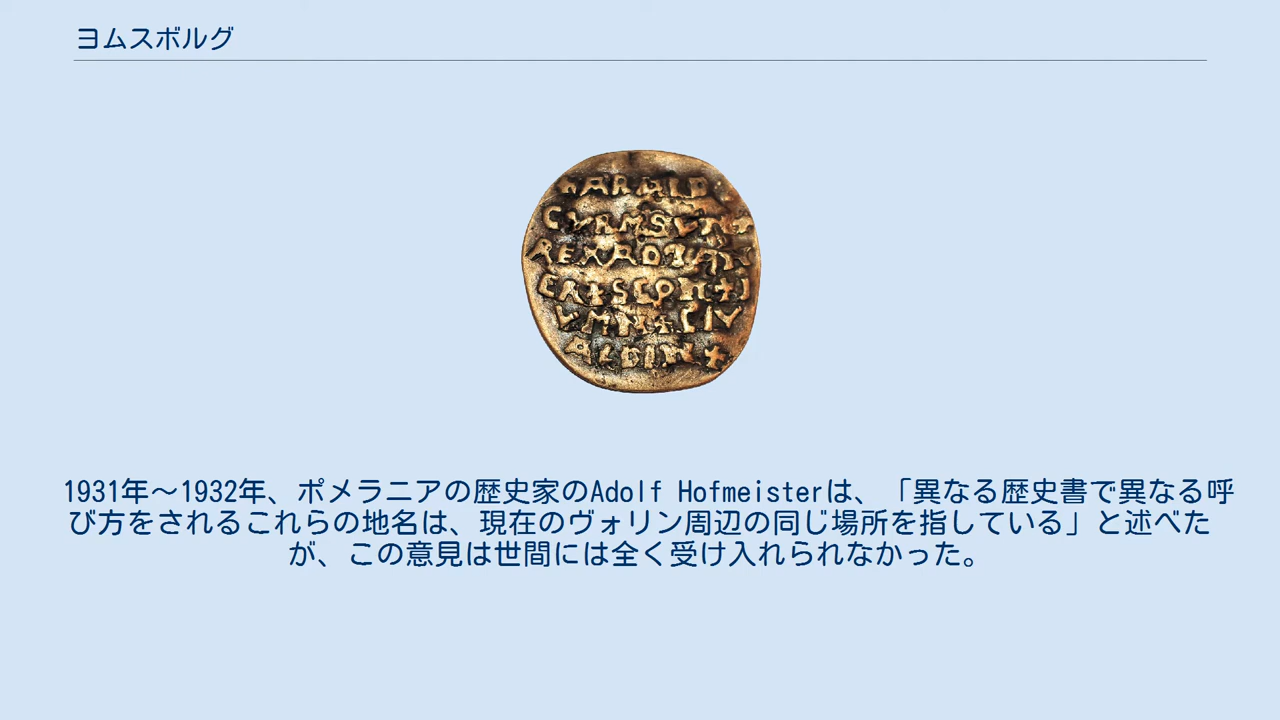 ヨムスボルグ
1931年〜1932年、ポメラニアの歴史家のAdolf Hofmeisterは、「異なる歴史書で異なる呼
び方をされるこれらの地名は、現在のヴォリン周辺の同じ場所を指している」と述べた
が、この意見は世間には全く受け入れられなかった。